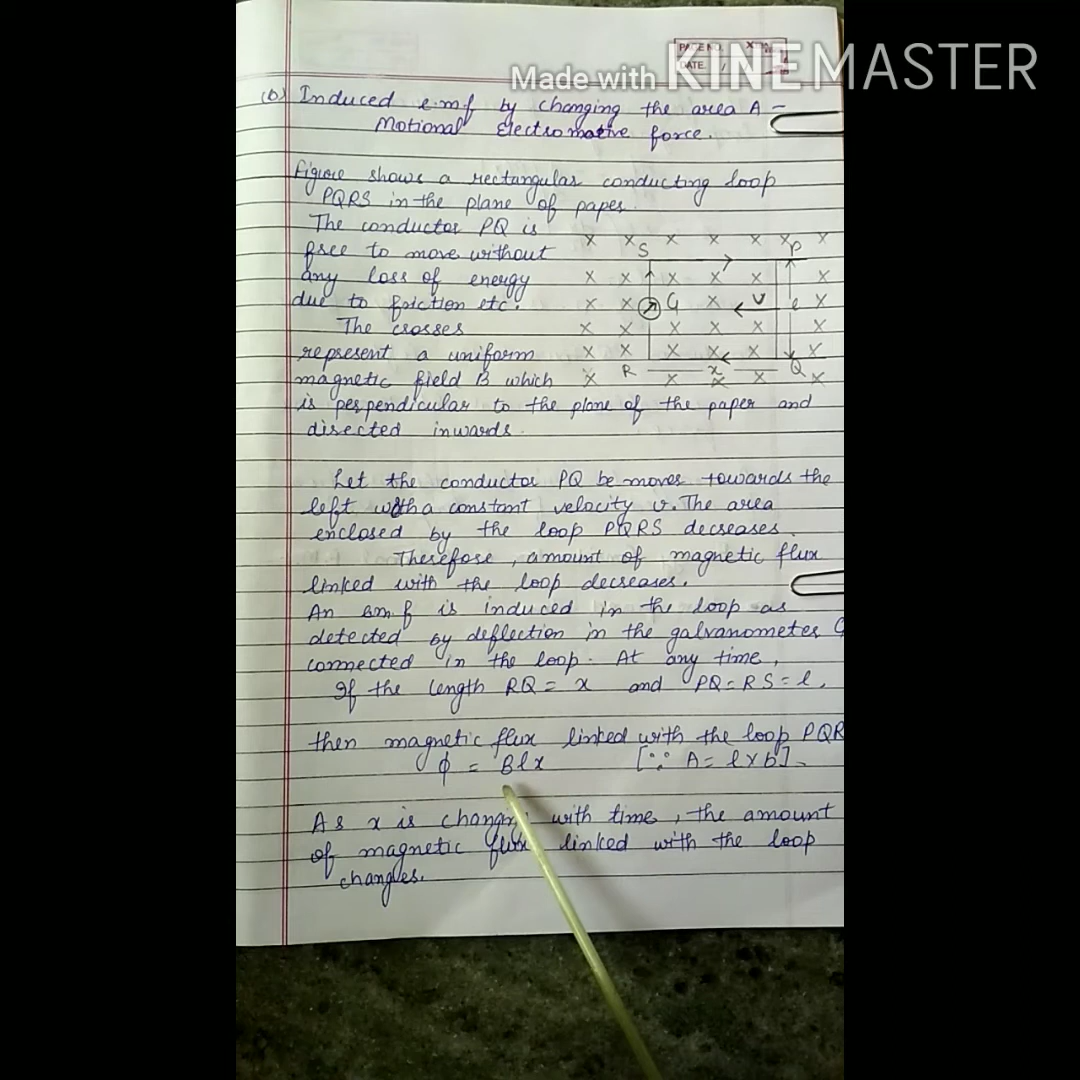 PAGE NO.
DATE. / /
Made with KINEMASTER
(b) Induced e.m.f by changing the area A –
Motional Electromotive force.
Figure shows a rectangular conducting loop
PQRS in the plane of paper.
The conductor PQ is
free to move without
any loss of energy
due to friction etc.
The crosses
represent a uniform
magnetic field B which
is perpendicular to the plane of the paper and
directed inwards.
x x x x x x x
S P
x x x x x x
x x G x v l x
x x x x x x
x x x x x x
R x Q
x x x x x
Let the conductor PQ be moves towards the
left with a constant velocity v. The area
enclosed by the loop PQRS decreases.
Therefore, amount of magnetic flux
linked with the loop decreases.
An em.f is induced in the loop as
detected by deflection in the galvanometer G
connected in the loop. At any time,
If the length RQ = x and PQ = RS = l,
then magnetic flux linked with the loop PQR
ϕ = Blx [∵ A = l x b] –
As x is changing with time, the amount
of magnetic flux linked with the loop
changes.